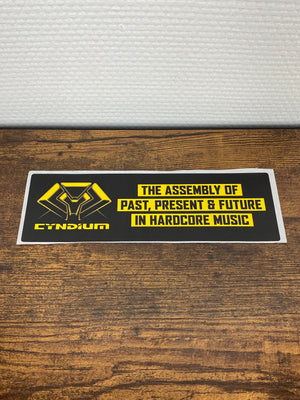 CYNDIUM
THE ASSEMBLY OF
PAST, PRESENT & FUTURE
IN HARDCORE MUSIC